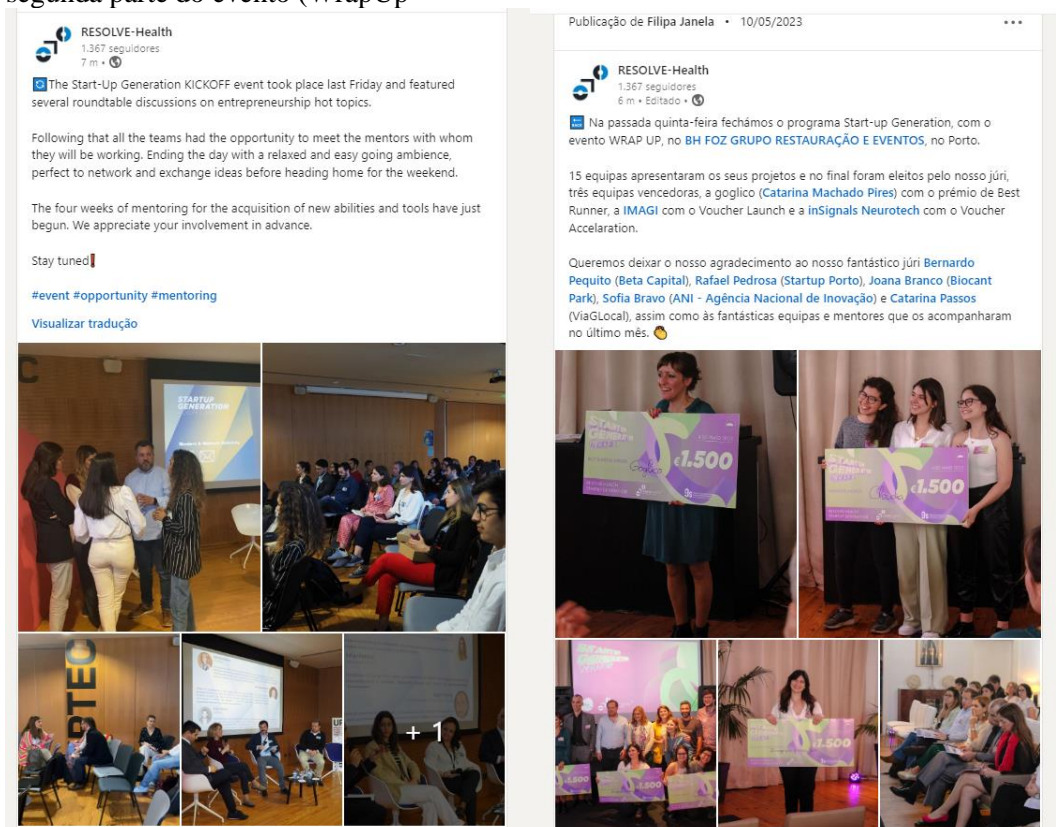 segunda parte do evento (WrapUp
RESOLVE-Health
1.367 seguidores
7 m •
The Start-Up Generation KICKOFF event took place last Friday and featured
several roundtable discussions on entrepreneurship hot topics.
Following that all the teams had the opportunity to meet the mentors with whom
they will be working. Ending the day with a relaxed and easy going ambience,
perfect to network and exchange ideas before heading home for the weekend.
The four weeks of mentoring for the acquisition of new abilities and tools have just
begun. We appreciate your involvement in advance.
Stay tuned❗
#event #opportunity #mentoring
Visualizar tradução
STARTUP
GENERATION
PTEC
+ 1
Publicação de Filipa Janela • 10/05/2023
RESOLVE-Health
1.367 seguidores
6 m • Editado •
Na passada quinta-feira fechámos o programa Start-up Generation, com o
evento WRAP UP, no BH FOZ GRUPO RESTAURAÇÃO E EVENTOS, no Porto.
15 equipas apresentaram os seus projetos e no final foram eleitos pelo nosso júri,
três equipas vencedoras, a goglico (Catarina Machado Pires) com o prémio de Best
Runner, a IMAGI com o Voucher Launch e a inSignals Neurotech com o Voucher
Accelaration.
Queremos deixar o nosso agradecimento ao nosso fantástico júri Bernardo
Pequito (Beta Capital), Rafael Pedrosa (Startup Porto), Joana Branco (Biocant
Park), Sofia Bravo (ANI - Agência Nacional de Inovação) e Catarina Passos
(ViaGLocal), assim como às fantásticas equipas e mentores que os acompanharam
no último mês. 👏
€1.500
€1.500
1.500
1.500